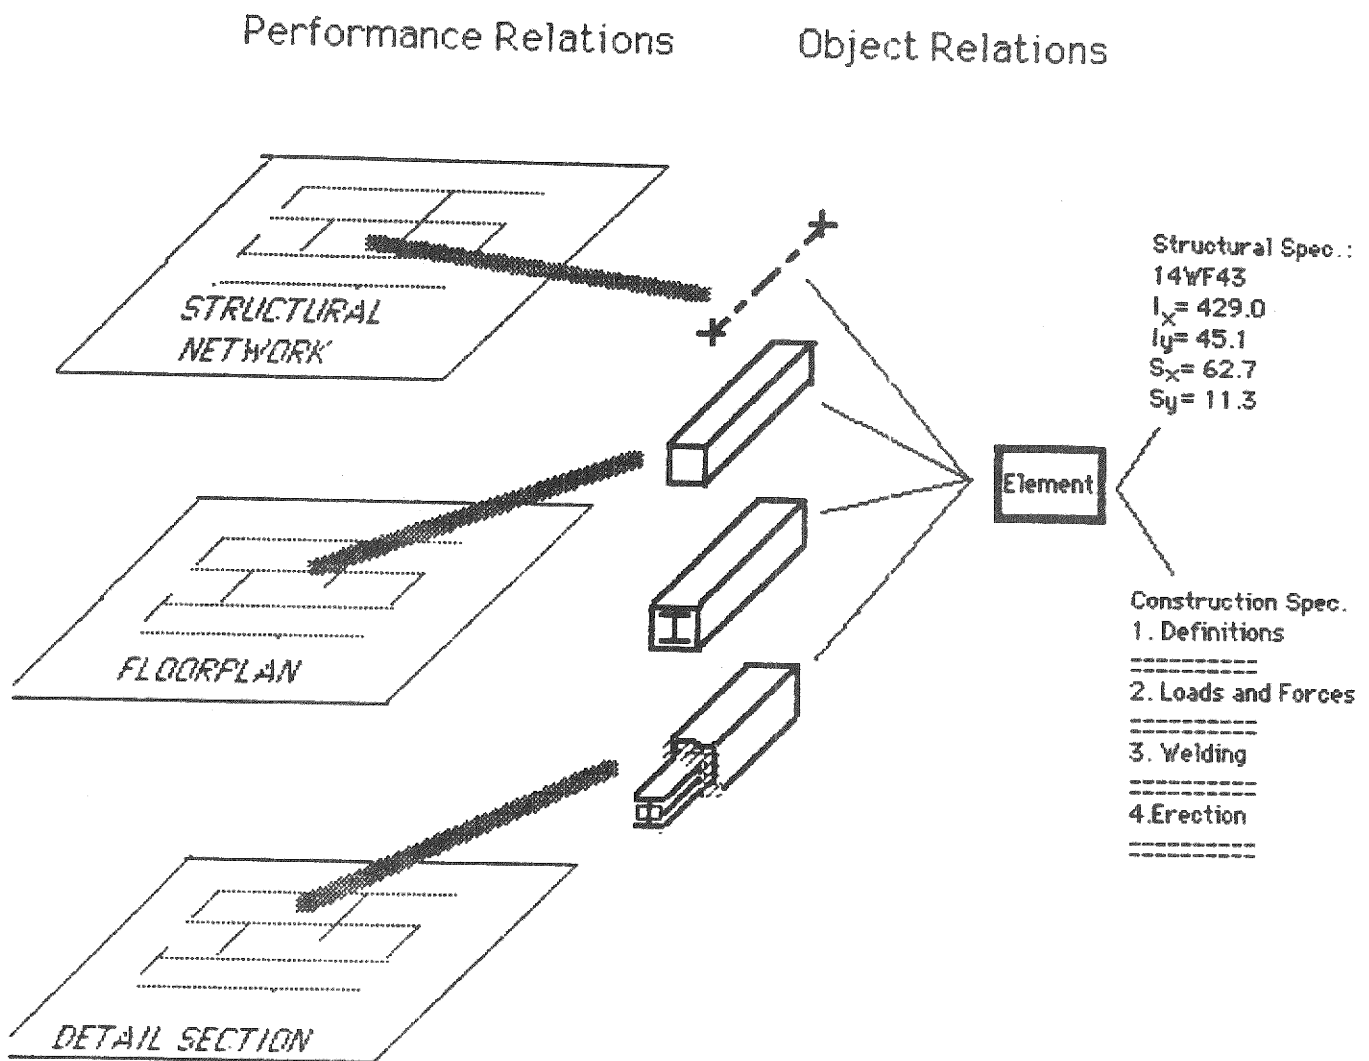 Performance Relations
Object Relations
STRUCTURAL
NETWORK
FLOORPLAN
DETAIL SECTION
Element
Structural Spec.:
14WF43
Ix= 429.0
Iy= 45.1
Sx= 62.7
Sy= 11.3
Construction Spec.
1. Definitions
2. Loads and Forces
3. Welding
4.Erection